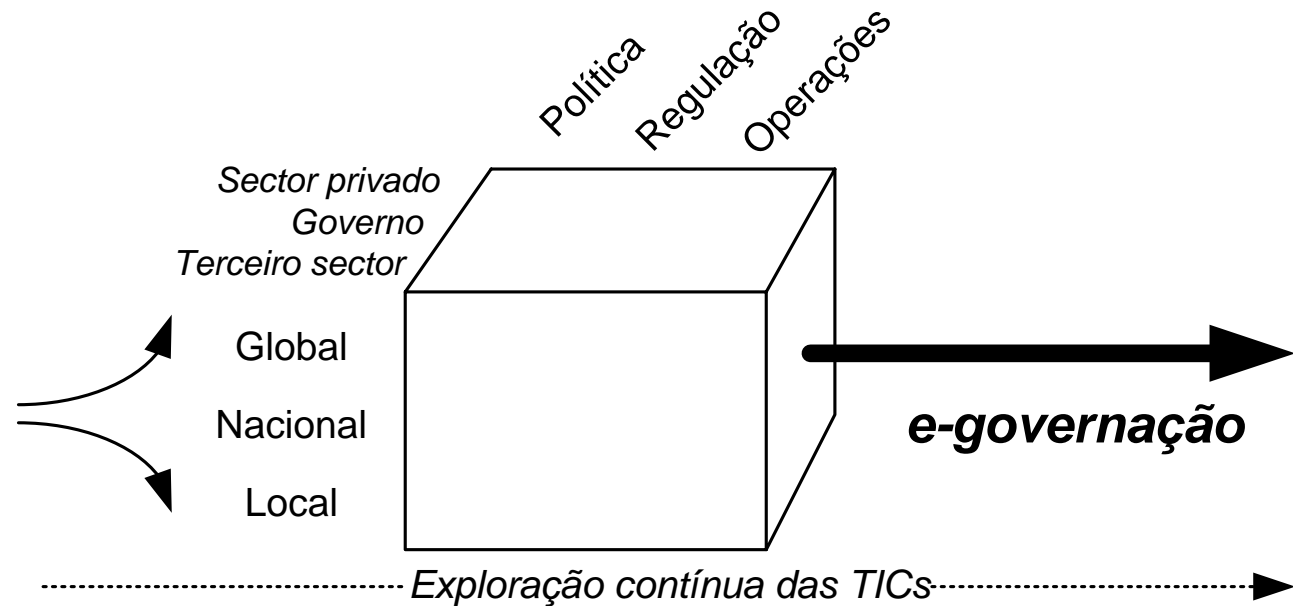 Política
Regulação
Operações
Sector privado
Governo
Terceiro sector
Global
Nacional
Local
e-governação
Exploração contínua das TICs